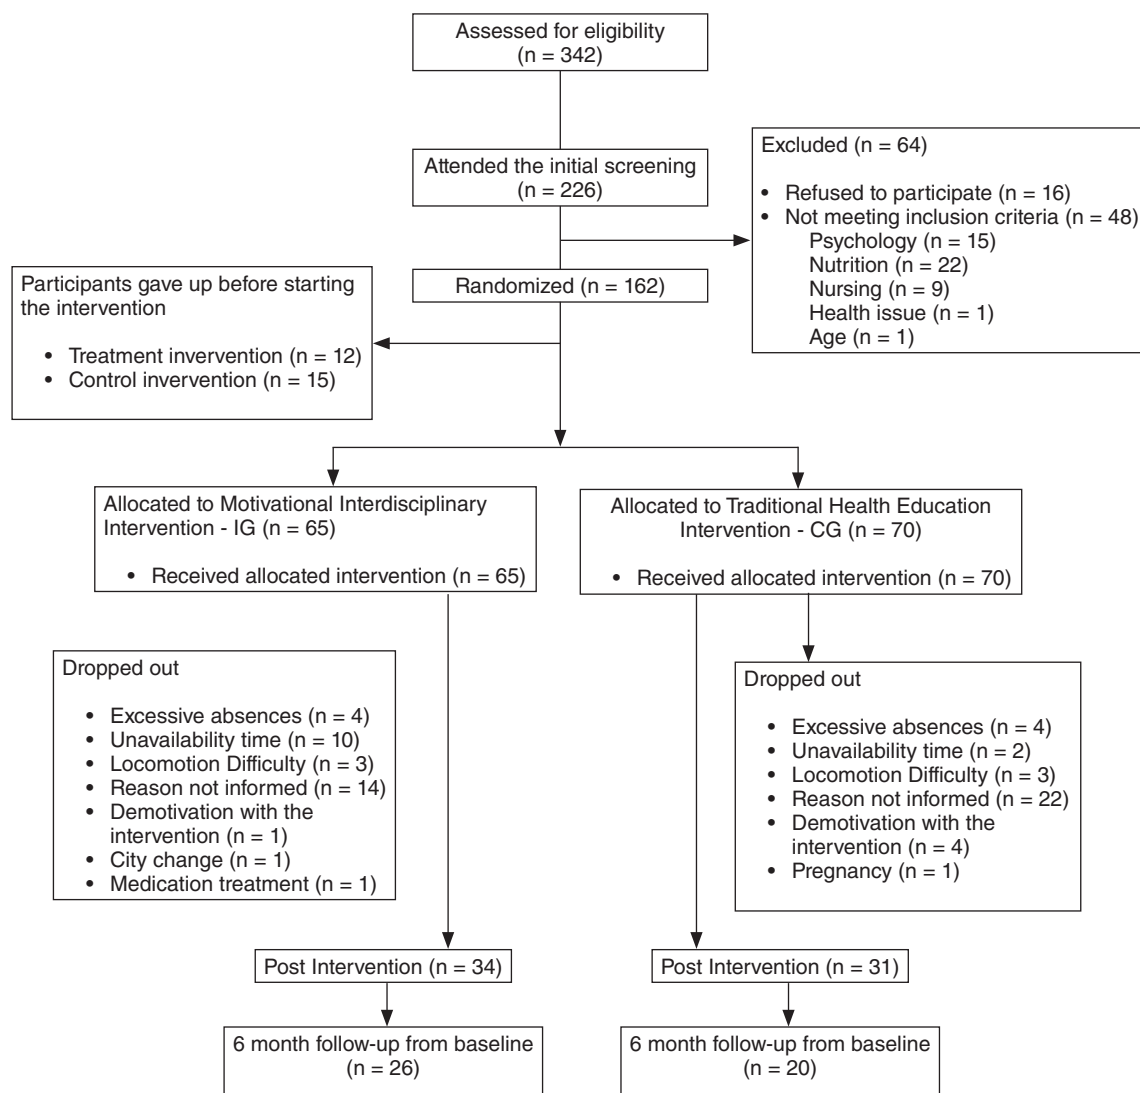 Assessed for eligibility
(n = 342)
Attended the initial screening
(n = 226)
Excluded (n = 64)
• Refused to participate (n = 16)
• Not meeting inclusion criteria (n = 48)
Psychology (n = 15)
Nutrition (n = 22)
Nursing (n = 9)
Health issue (n = 1)
Age (n = 1)
Randomized (n = 162)
Participants gave up before starting
the intervention
• Treatment invervention (n = 12)
• Control invervention (n = 15)
Allocated to Motivational Interdisciplinary
Intervention - IG (n = 65)
• Received allocated intervention (n = 65)
Allocated to Traditional Health Education
Intervention - CG (n = 70)
• Received allocated intervention (n = 70)
Dropped out
• Excessive absences (n = 4)
• Unavailability time (n = 10)
• Locomotion Difficulty (n = 3)
• Reason not informed (n = 14)
• Demotivation with the
intervention (n = 1)
• City change (n = 1)
• Medication treatment (n = 1)
Dropped out
• Excessive absences (n = 4)
• Unavailability time (n = 2)
• Locomotion Difficulty (n = 3)
• Reason not informed (n = 22)
• Demotivation with the
intervention (n = 4)
• Pregnancy (n = 1)
Post Intervention (n = 34)
Post Intervention (n = 31)
6 month follow-up from baseline
(n = 26)
6 month follow-up from baseline
(n = 20)